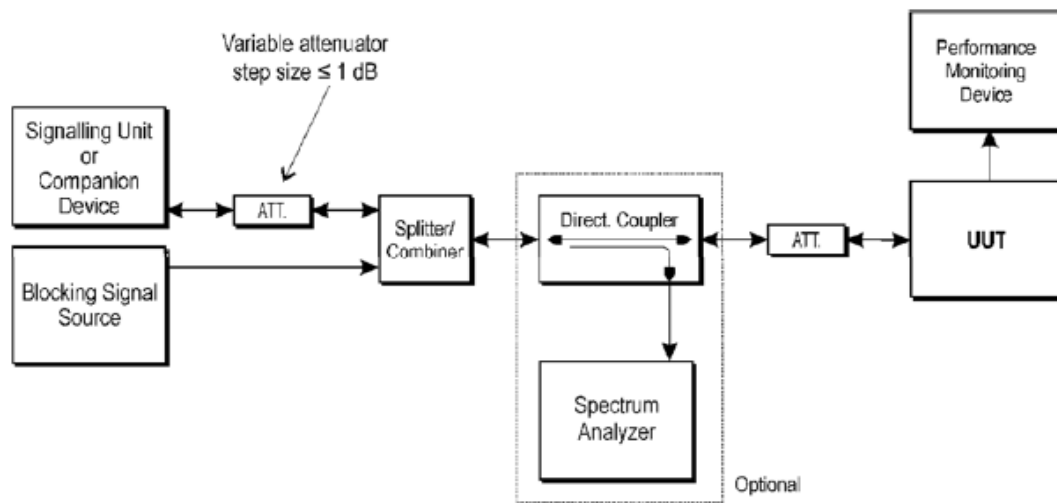 Variable attenuator
step size ≤ 1 dB
Performance
Monitoring
Device
Signalling Unit
or
Companion
Device
ATT.
Splitter/
Combiner
Direct. Coupler
ATT.
UUT
Blocking Signal
Source
Spectrum
Analyzer
Optional